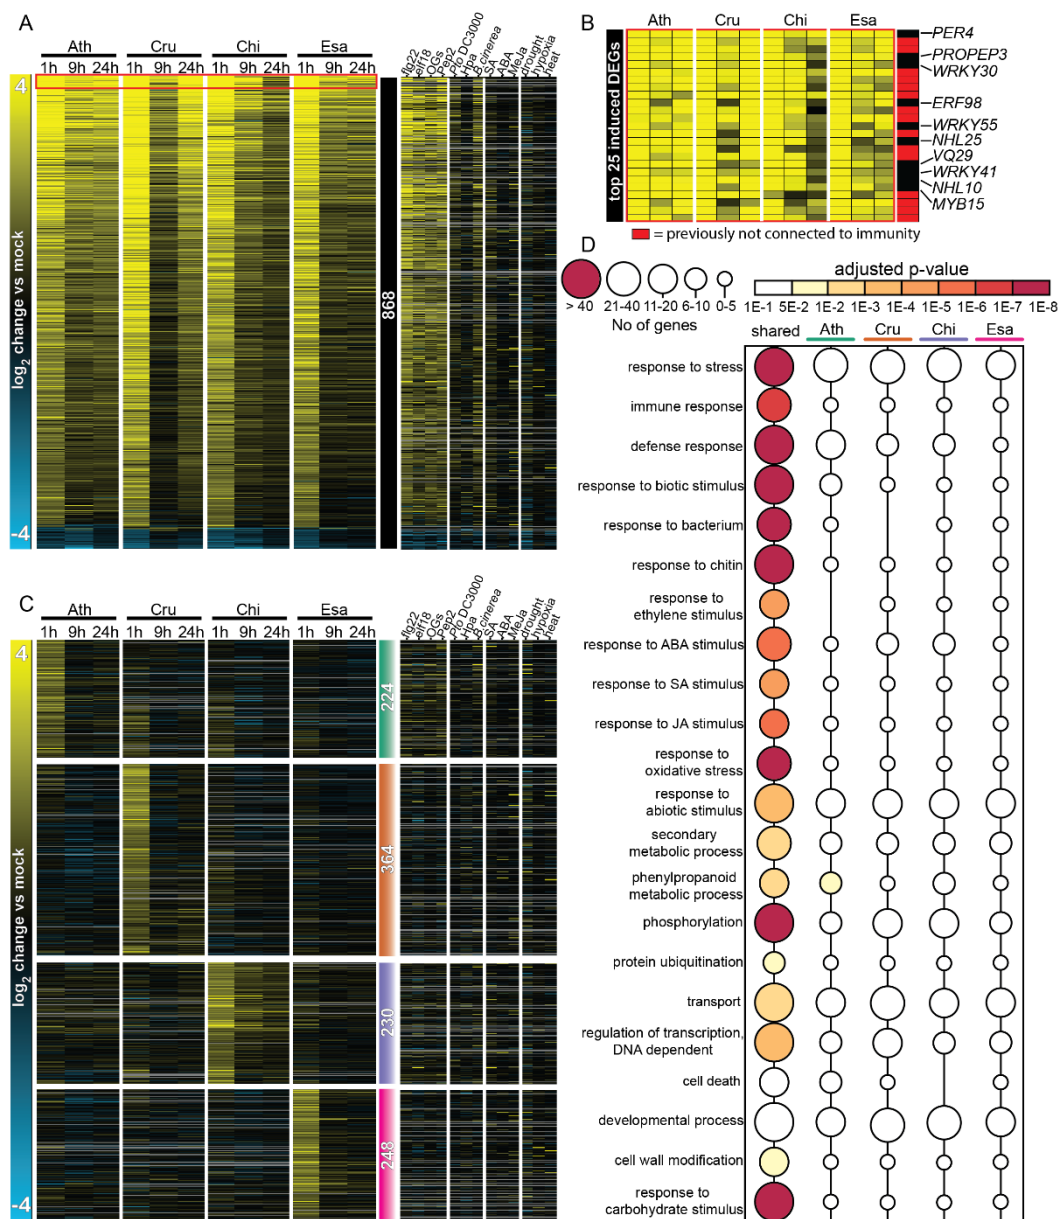 A
Ath Cru Chi Esa
1h 9h 24h 1h 9h 24h 1h 9h 24h 1h 9h 24h
flg22
elf18
OGs
Pep2
Pto DC3000
Hpa
B.cinerea
SA
ABA
MeJa
drought
hypoxia
heat
4
log2 change vs mock
-4
868
B
Ath Cru Chi Esa
top 25 induced DEGs
PER4
PROPEP3
WRKY30
ERF98
WRKY55
NHL25
VQ29
WRKY41
NHL10
MYB15
= previously not connected to immunity
C
Ath Cru Chi Esa
1h 9h 24h 1h 9h 24h 1h 9h 24h 1h 9h 24h
flg22
elf18
OGs
Pep2
Pto DC3000
Hpa
B.cinerea
SA
ABA
MeJa
drought
hypoxia
heat
4
log2 change vs mock
-4
224
364
230
248
D
> 40 21-40 11-20 6-10 0-5
No of genes
adjusted p-value
1E-1 5E-2 1E-2 1E-3 1E-4 1E-5 1E-6 1E-7 1E-8
shared Ath Cru Chi Esa
response to stress
immune response
defense response
response to biotic stimulus
response to bacterium
response to chitin
response to
ethylene stimulus
response to ABA stimulus
response to SA stimulus
response to JA stimulus
response to
oxidative stress
response to
abiotic stimulus
secondary
metabolic process
phenylpropanoid
metabolic process
phosphorylation
protein ubiquitination
transport
regulation of transcription,
DNA dependent
cell death
developmental process
cell wall modification
response to
carbohydrate stimulus